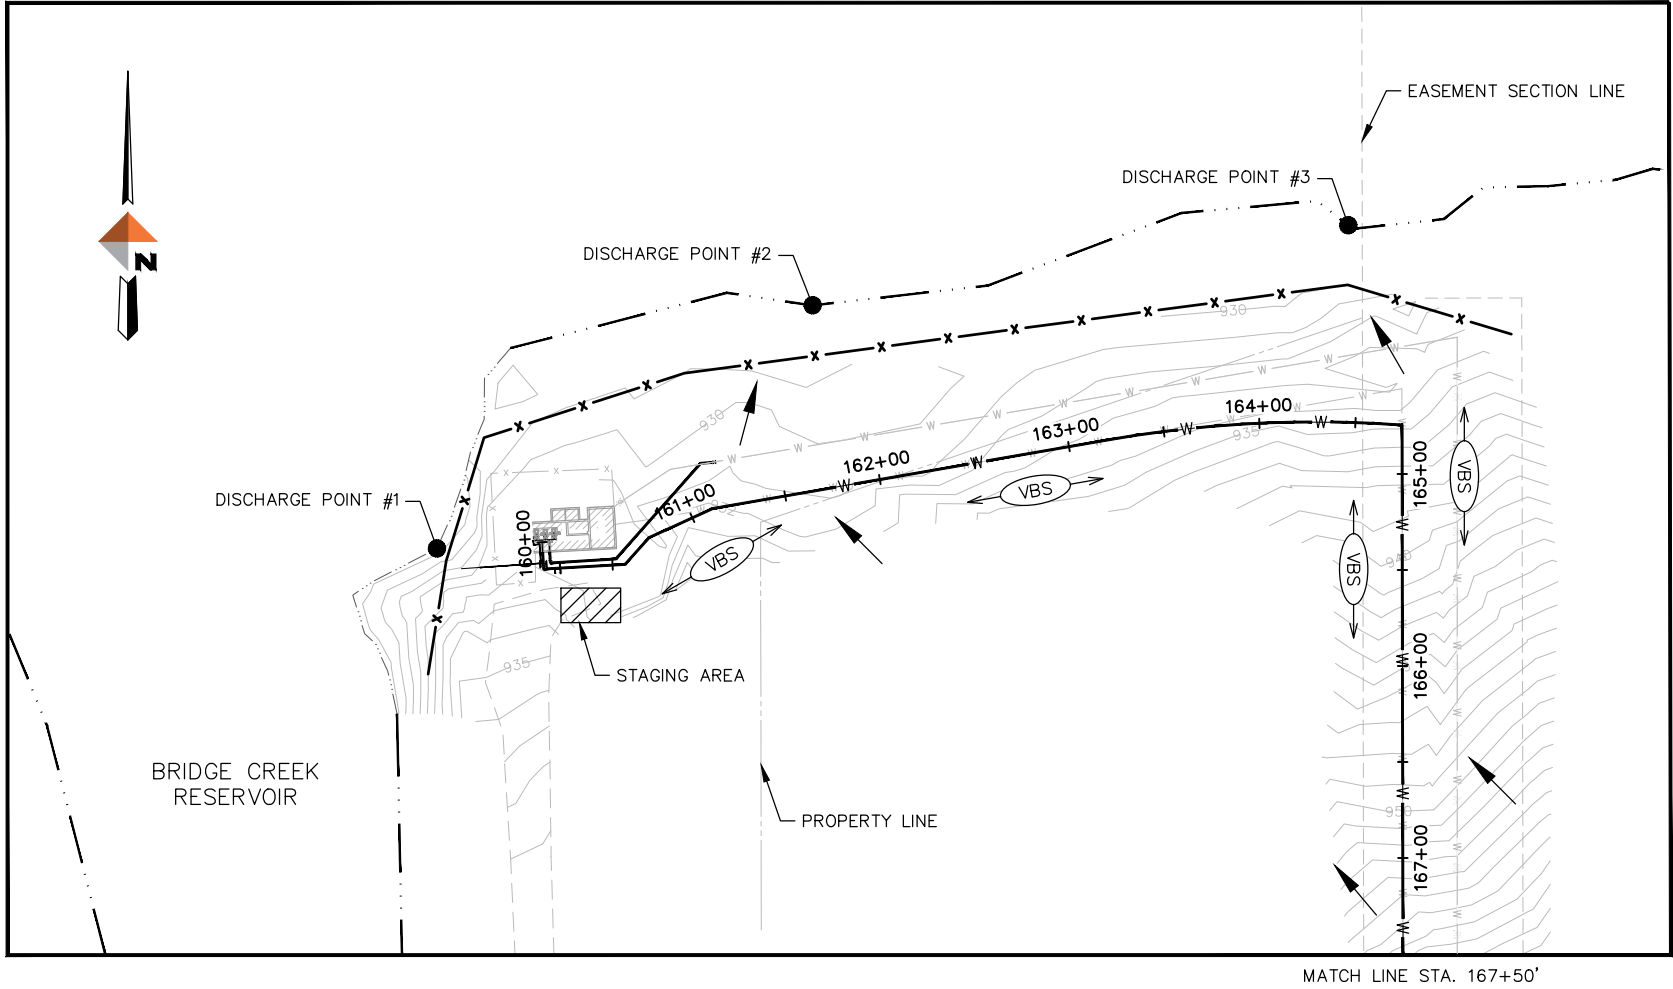 EASEMENT SECTION LINE
DISCHARGE POINT #3
DISCHARGE POINT #2
N
930
930
164+00
163+00
935
162+00
165+00
VBS
VBS
DISCHARGE POINT #1
161+00
932
160+00
VBS
VBS
940
935
STAGING AREA
166+00
BRIDGE CREEK
RESERVOIR
PROPERTY LINE
950
167+00
MATCH LINE STA. 167+50'